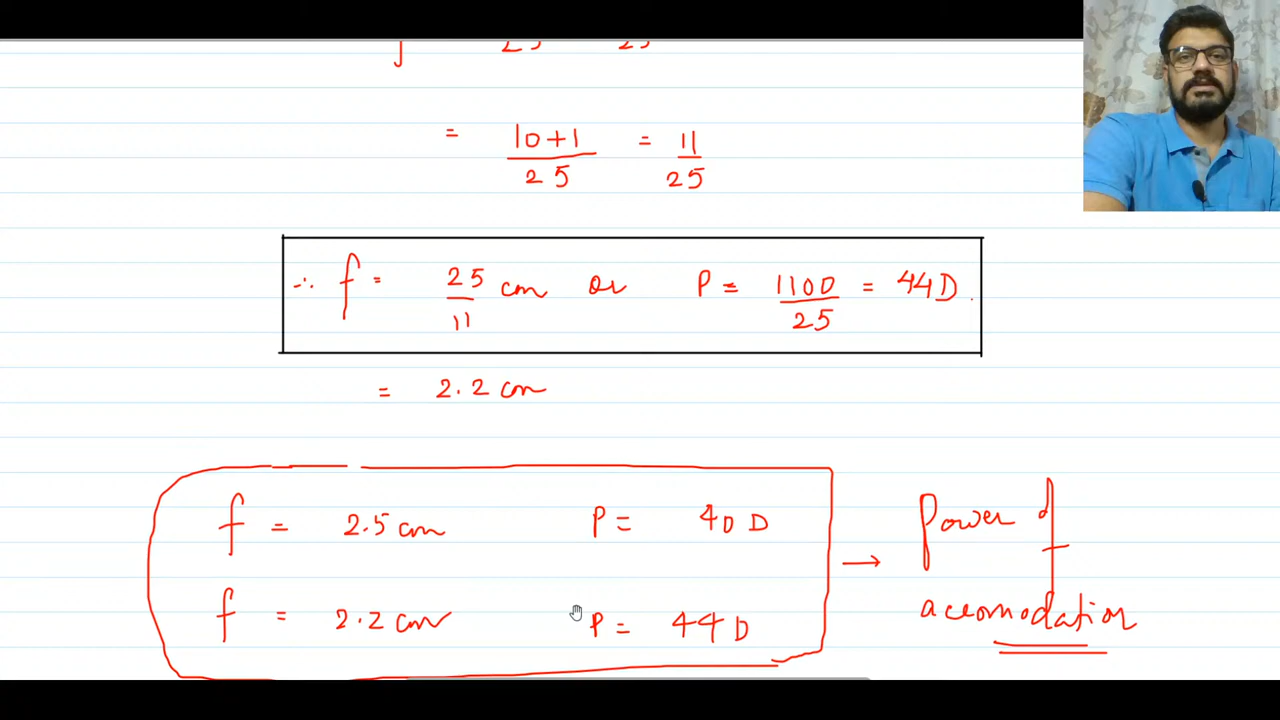 = 10+1/25 = 11/25
∴ f = 25/11 cm or P = 1100/25 = 44D.
= 2.2 cm
f = 2.5 cm P = 40 D
f = 2.2 cm P = 44 D
→ Power of
accomodation